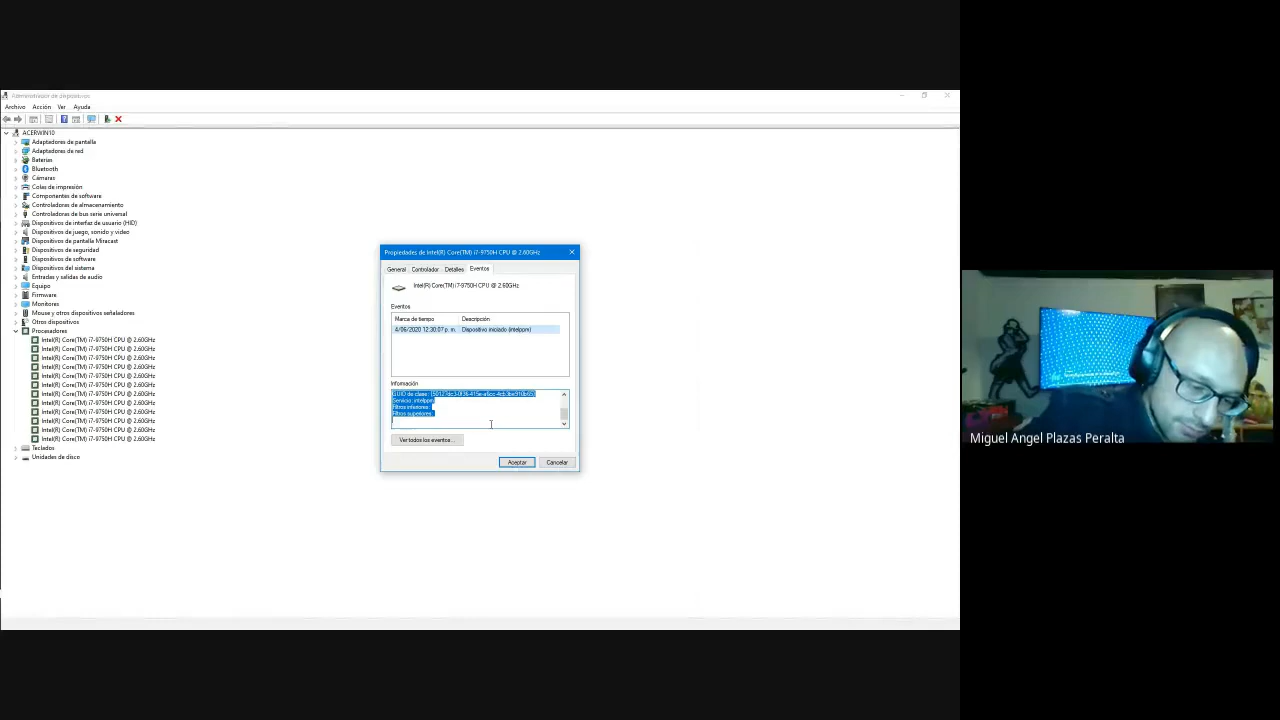 Administrador de dispositivos
Archivo Acción Ver Ayuda
ACERWIN10
Adaptadores de pantalla
Adaptadores de red
Baterías
Bluetooth
Cámaras
Colas de impresión
Componentes de software
Controladoras de almacenamiento
Controladoras de bus serie universal
Dispositivos de interfaz de usuario (HID)
Dispositivos de juego, sonido y vídeo
Dispositivos de pantalla Miracast
Dispositivos de seguridad
Dispositivos de software
Dispositivos del sistema
Entradas y salidas de audio
Equipo
Firmware
Monitores
Mouse y otros dispositivos señaladores
Otros dispositivos
Procesadores
Intel(R) Core(TM) i7-9750H CPU @ 2.60GHz
Intel(R) Core(TM) i7-9750H CPU @ 2.60GHz
Intel(R) Core(TM) i7-9750H CPU @ 2.60GHz
Intel(R) Core(TM) i7-9750H CPU @ 2.60GHz
Intel(R) Core(TM) i7-9750H CPU @ 2.60GHz
Intel(R) Core(TM) i7-9750H CPU @ 2.60GHz
Intel(R) Core(TM) i7-9750H CPU @ 2.60GHz
Intel(R) Core(TM) i7-9750H CPU @ 2.60GHz
Intel(R) Core(TM) i7-9750H CPU @ 2.60GHz
Intel(R) Core(TM) i7-9750H CPU @ 2.60GHz
Intel(R) Core(TM) i7-9750H CPU @ 2.60GHz
Intel(R) Core(TM) i7-9750H CPU @ 2.60GHz
Teclados
Unidades de disco
Propiedades de Intel(R) Core(TM) i7-9750H CPU @ 2.60GHz
General Controlador Detalles Eventos
Intel(R) Core(TM) i7-9750H CPU @ 2.60GHz
Eventos
Marca de tiempo Descripción
4/06/2020 12:30:07 p. m. Dispositivo iniciado (intelppm)
Información
GUID de clase:
Servicio: intelppm
Filtros inferiores:
Filtros superiores:
Ver todos los eventos...
Aceptar Cancelar
Miguel Angel Plazas Peralta